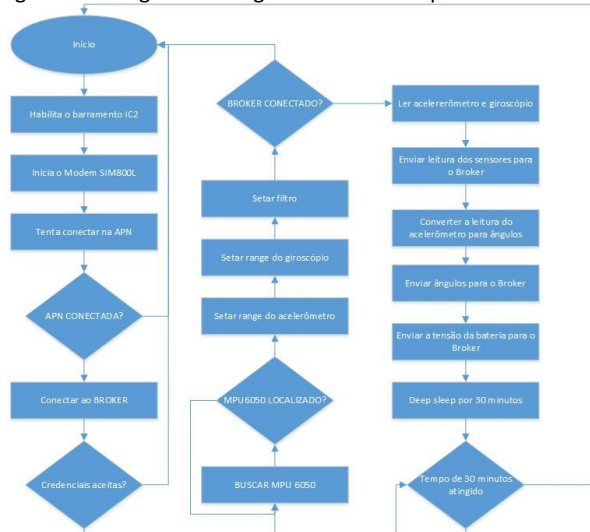 Início
Habilita o barramento IC2
Inicia o Modem SIM800L
Tenta conectar na APN
APN CONECTADA?
Conectar ao BROKER
Credenciais aceitas?
BROKER CONECTADO?
Setar filtro
Setar range do giroscópio
Setar range do acelerômetro
MPU6050 LOCALIZADO?
BUSCAR MPU 6050
Ler acelererômetro e giroscópio
Enviar leitura dos sensores para
o Broker
Converter a leitura do
acelerômetro para ângulos
Enviar ângulos para o Broker
Enviar a tensão da bateria para o
Broker
Deep sleep por 30 minutos
Tempo de 30 minutos
atingido